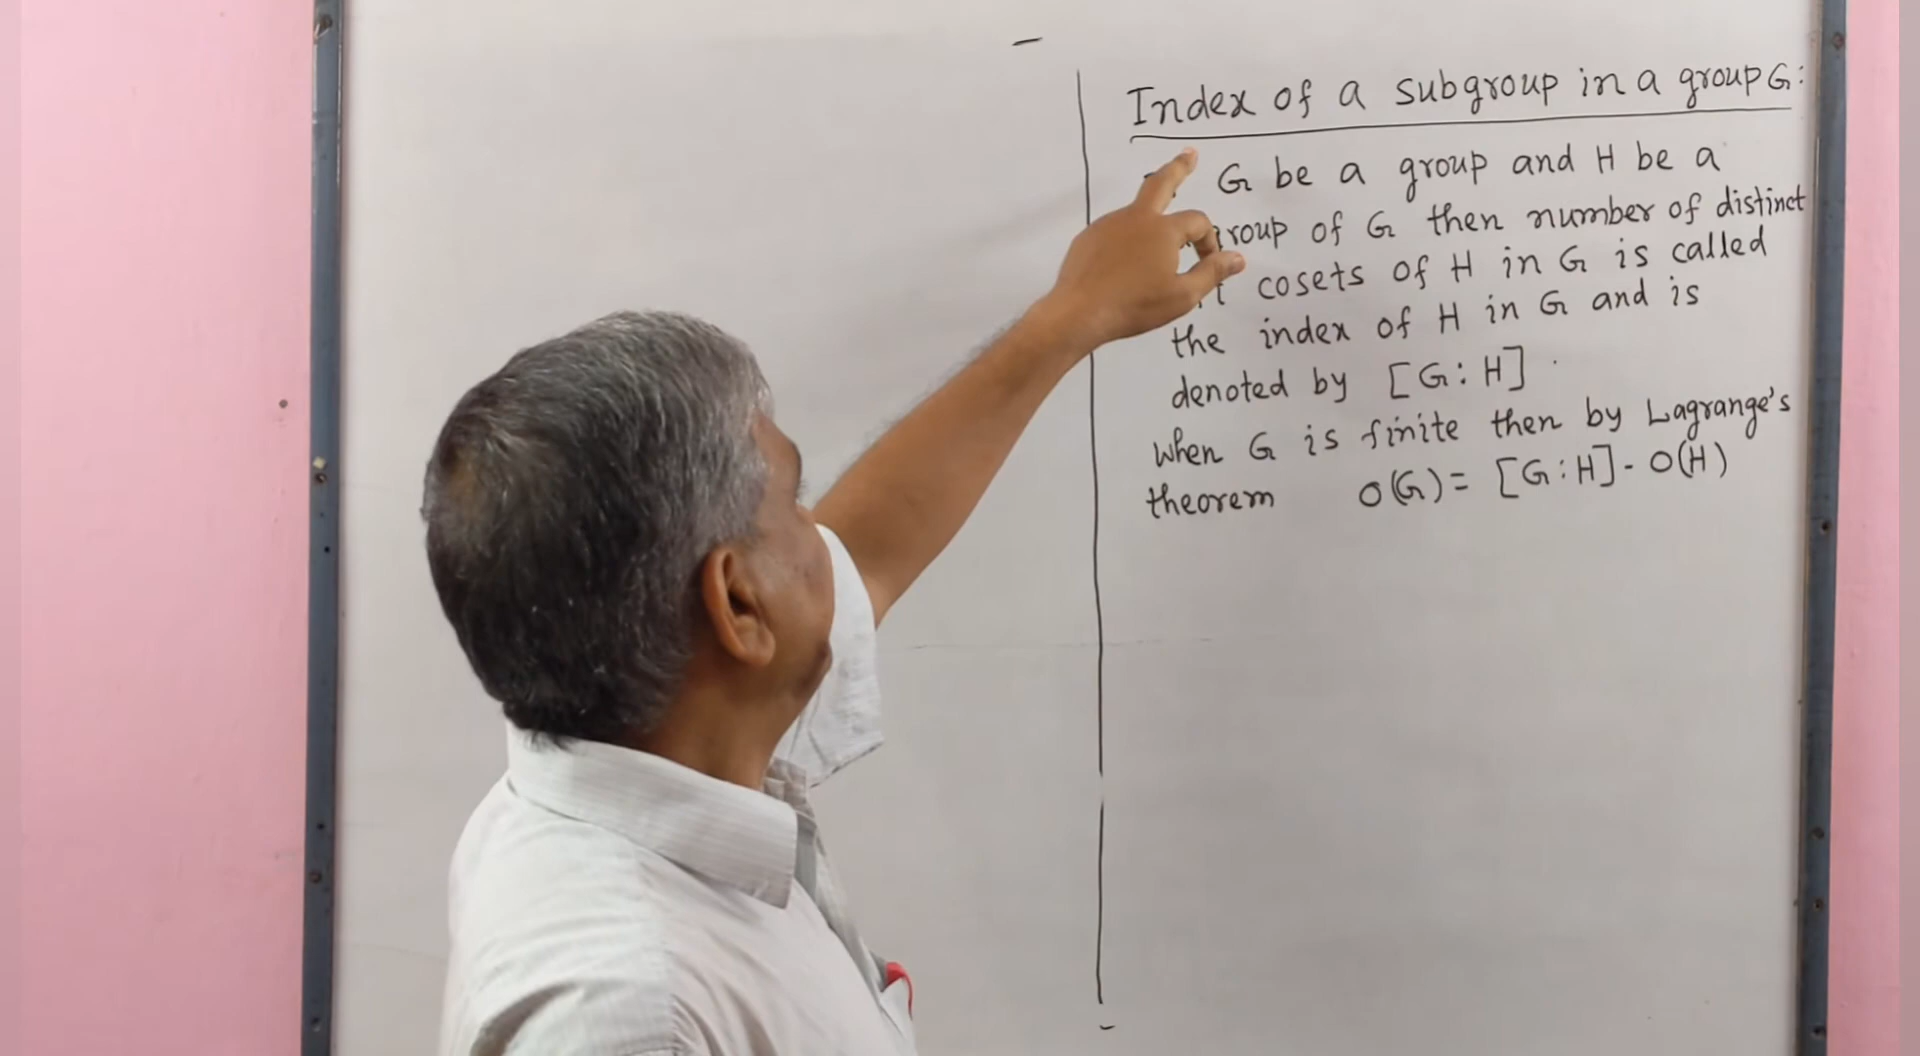 Index of a subgroup in a group G:
G be a group and H be a
group of G then number of distinct
cosets of H in G is called
the index of H in G and is
denoted by [G:H].
When G is finite then by Lagrange's
theorem O(G) = [G:H]. O(H)